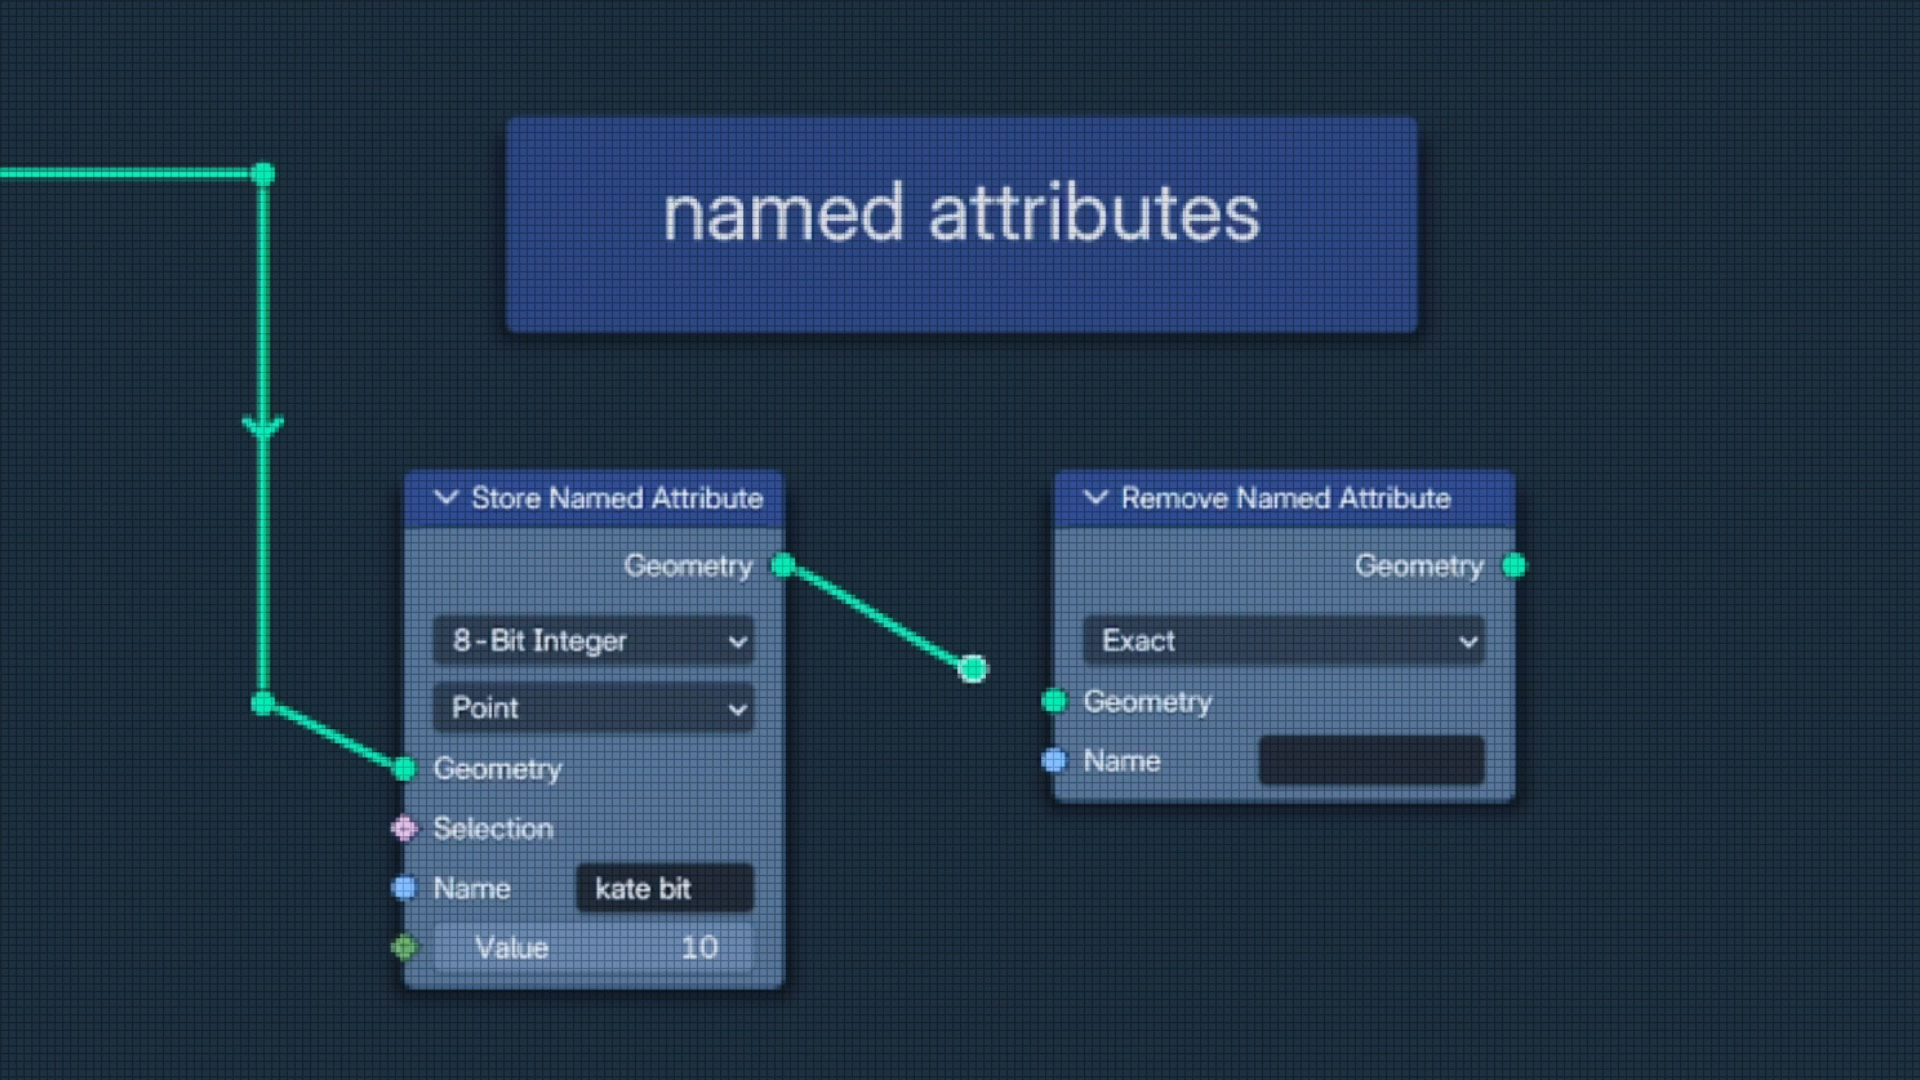 named attributes
Store Named Attribute
Geometry
8-Bit Integer
Point
Geometry
Selection
Name kate bit
Value 10
Remove Named Attribute
Geometry
Exact
Geometry
Name